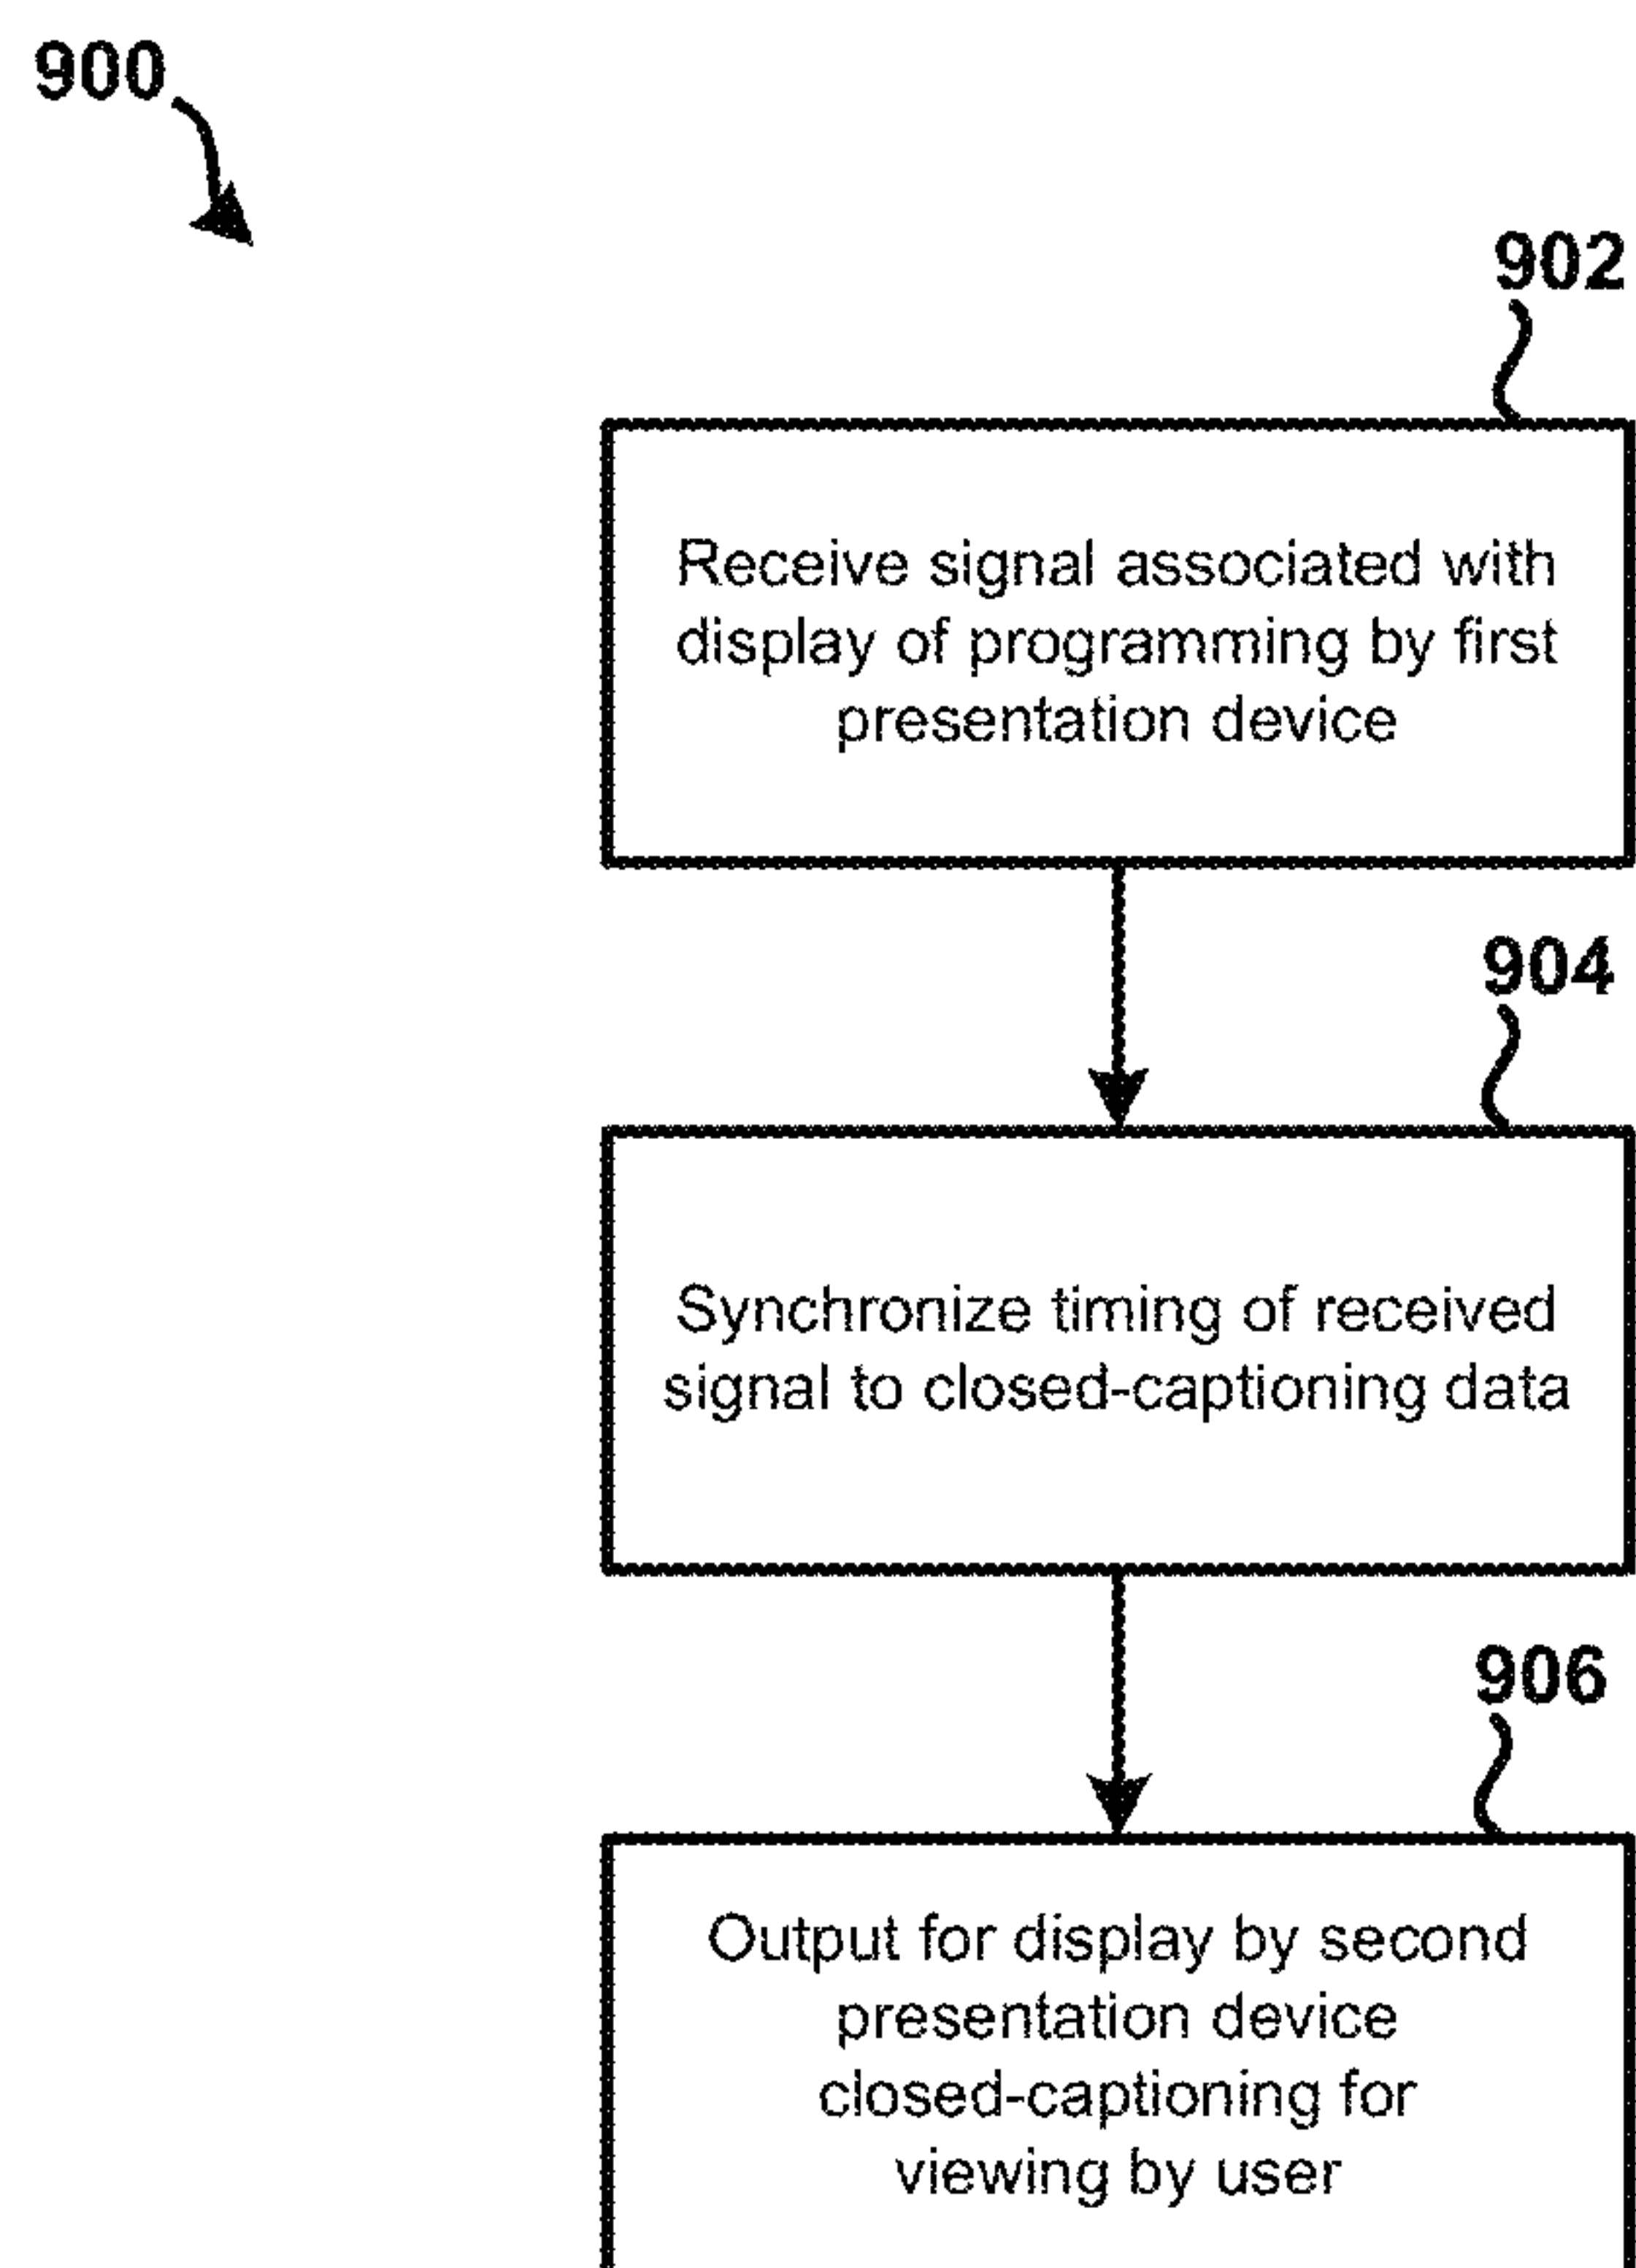 900
902
Receive signal associated with
display of programming by first
presentation device
904
Synchronize timing of received
signal to closed-captioning data
906
Output for display by second
presentation device
closed-captioning for
viewing by user